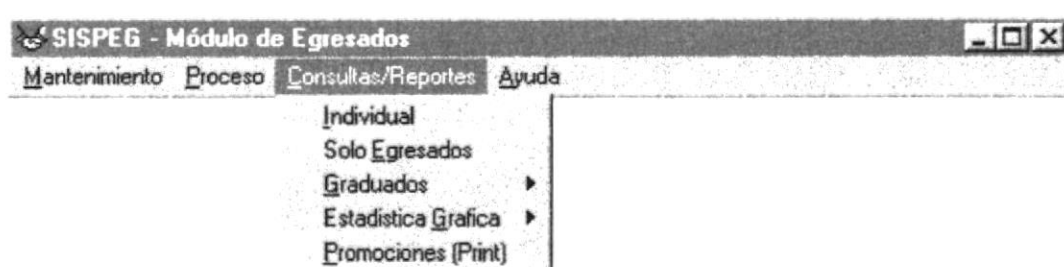 SISPEG - Módulo de Egresados
Mantenimiento Proceso Consultas/Reportes Ayuda
Individual
Solo Egresados
Graduados
Estadistica Grafica
Promociones (Print)